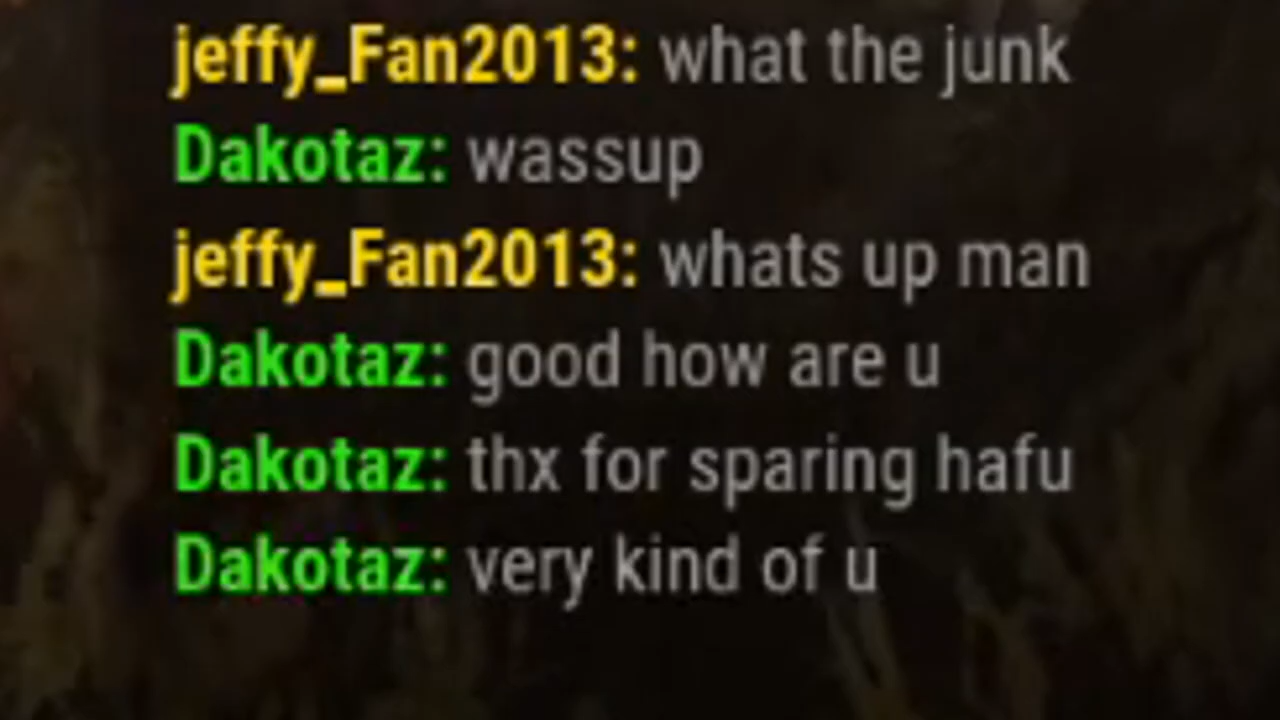 jeffy_Fan2013: what the junk
Dakotaz: wassup
jeffy_Fan2013: whats up man
Dakotaz: good how are u
Dakotaz: thx for sparing hafu
Dakotaz: very kind of u